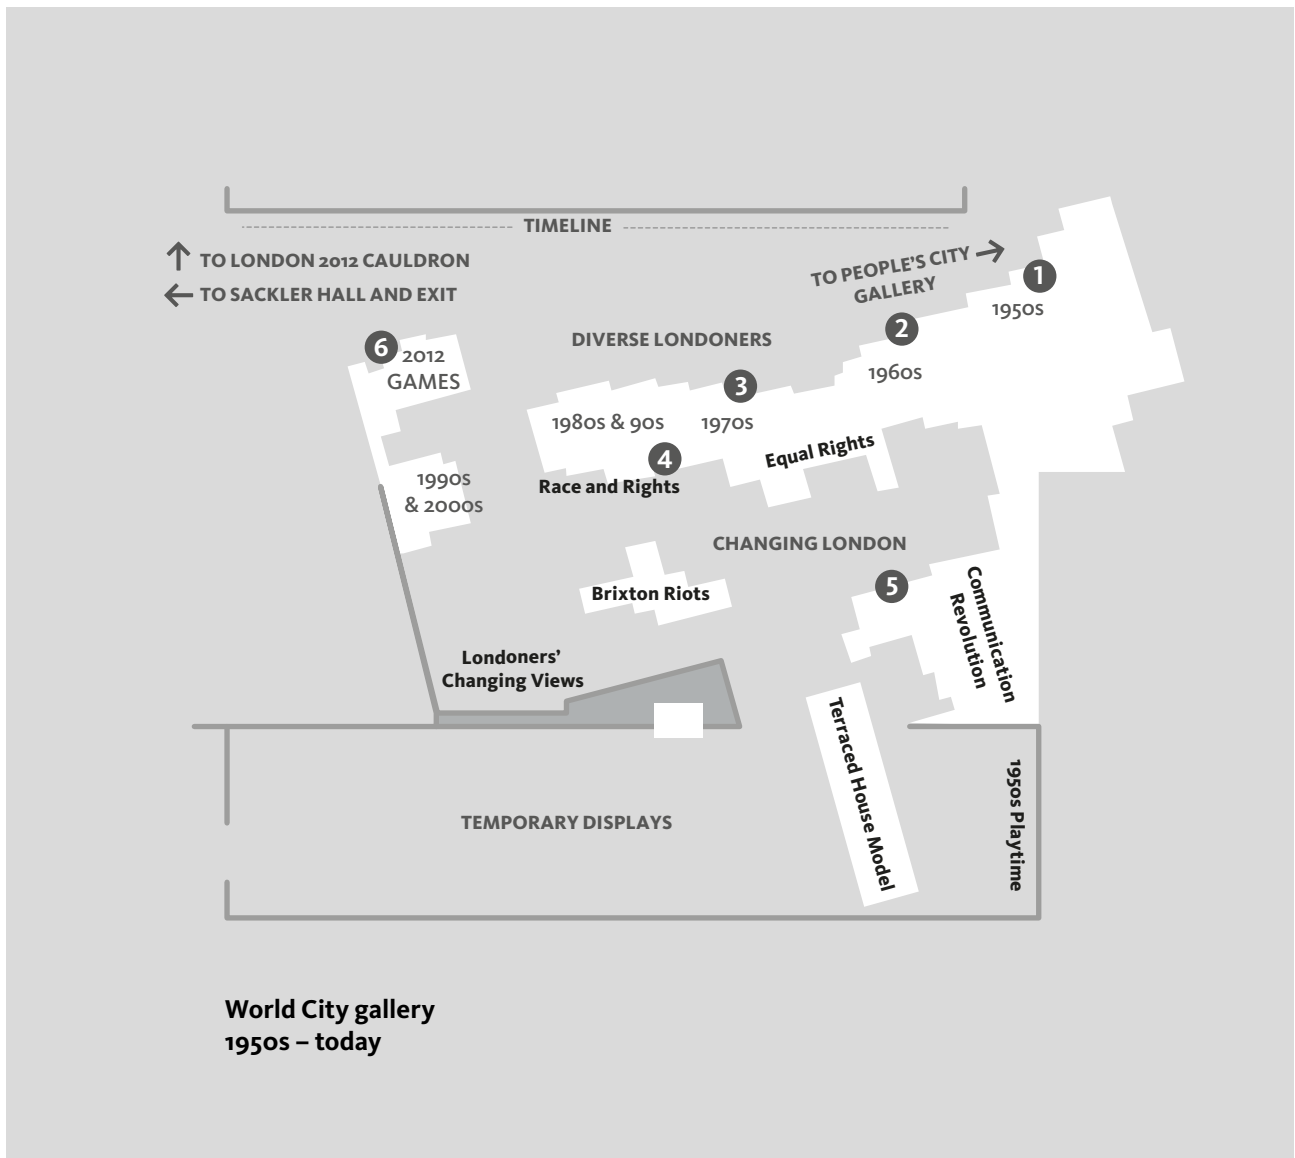 TIMELINE
TO LONDON 2012 CAULDRON
TO SACKLER HALL AND EXIT
TO PEOPLE'S CITY
GALLERY
1
1950s
2
1960s
DIVERSE LONDONERS
6
2012
GAMES
3
1980s & 90s
1970s
4
Race and Rights
Equal Rights
1990s
& 2000s
CHANGING LONDON
5
Brixton Riots
Communication
Revolution
Londoners’
Changing Views
Terraced House Model
1950s Playtime
TEMPORARY DISPLAYS
World City gallery
1950s – today